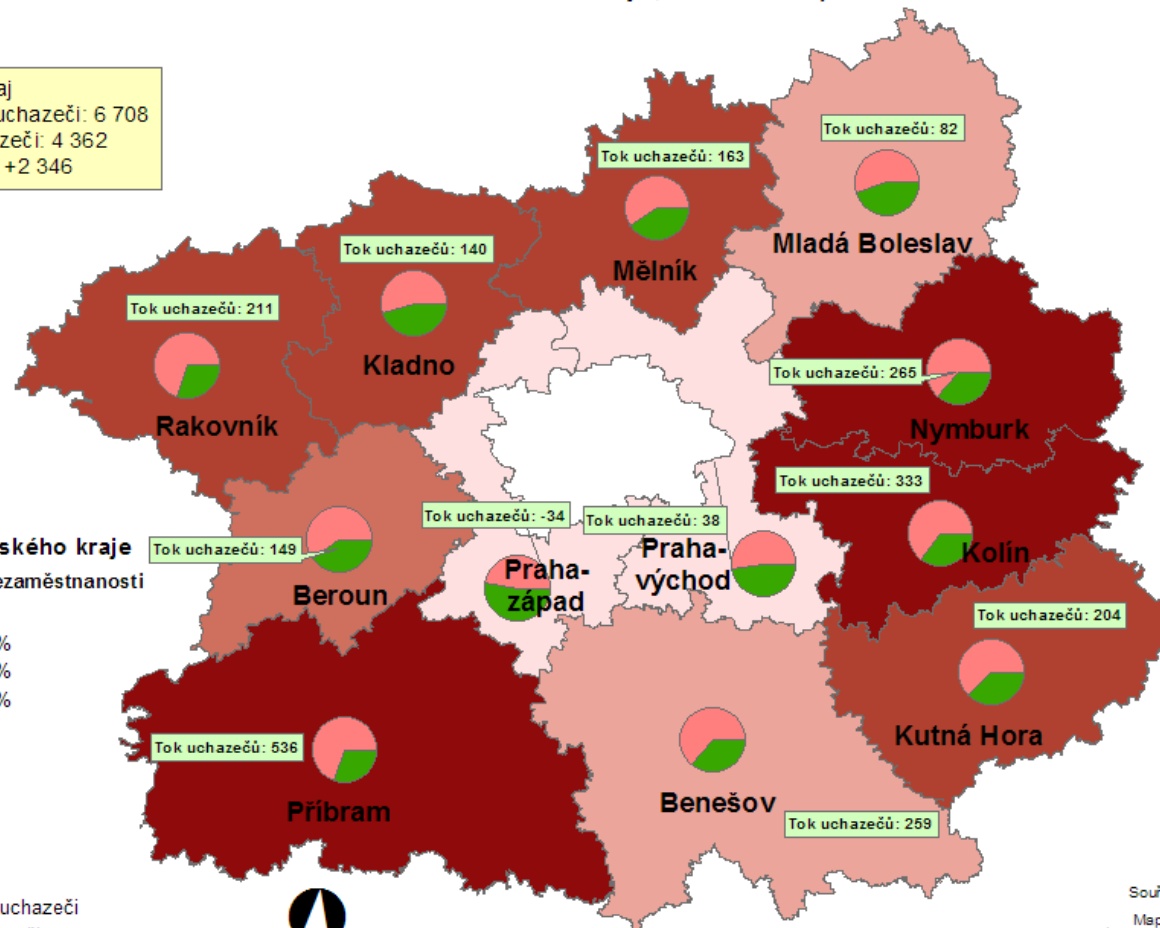 aj
uchazeči: 6 708
zeči: 4 362
+2 346
Tok uchazečů: 82
Mladá Boleslav
Tok uchazečů: 163
Mělník
Tok uchazečů: 140
Kladno
Tok uchazečů: 211
Rakovník
Tok uchazečů: 265
Nymburk
Tok uchazečů: 333
Kolín
Tok uchazečů: -34
Praha-
západ
Tok uchazečů: 38
Praha-
východ
Tok uchazečů: 149
Beroun
ského kraje
ezaměstnanosti
%
%
%
Tok uchazečů: 204
Kutná Hora
Tok uchazečů: 536
Příbram
Benešov
Tok uchazečů: 259
uchazeči
Souř
Map